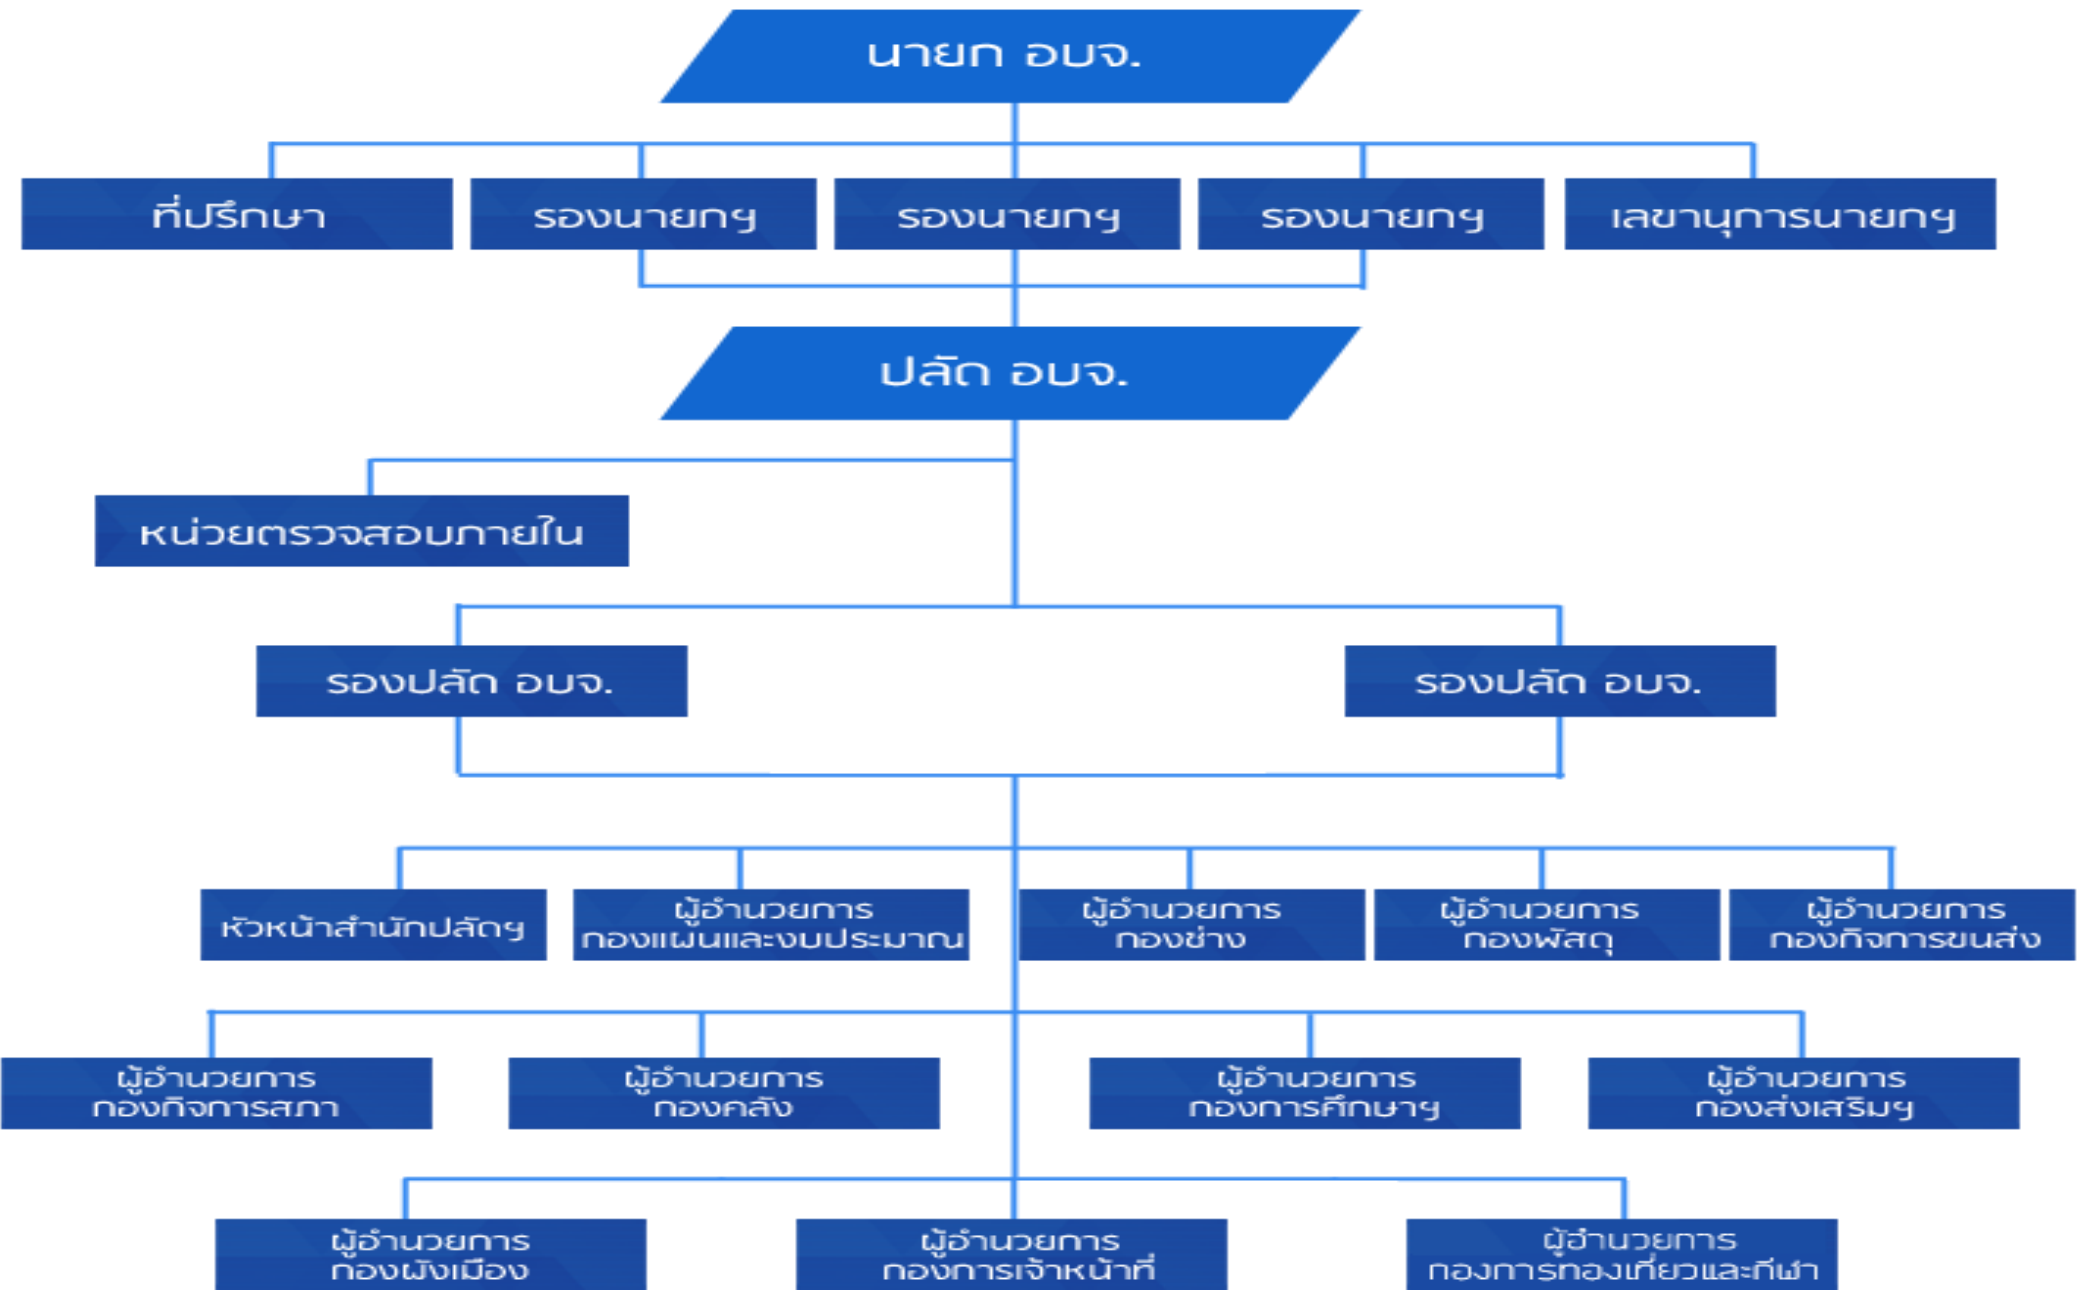 นายก อบจ.
ที่ปรึกษา
รองนายกฯ
รองนายกฯ
รองนายกฯ
เลขานุการนายกฯ
ปลัด อบจ.
หน่วยตรวจสอบภายใน
รองปลัด อบจ.
รองปลัด อบจ.
หัวหน้าสำนักปลัดฯ
ผู้อำนวยการ
กองแผนและงบประมาณ
ผู้อำนวยการ
กองช่าง
ผู้อำนวยการ
กองพัสดุ
ผู้อำนวยการ
กองกิจการขนส่ง
ผู้อำนวยการ
กองกิจการสภา
ผู้อำนวยการ
กองคลัง
ผู้อำนวยการ
กองการศึกษาฯ
ผู้อำนวยการ
กองส่งเสริมฯ
ผู้อำนวยการ
กองผังเมือง
ผู้อำนวยการ
กองการเจ้าหน้าที่
ผู้อำนวยการ
กองการทองเที่ยวและกีฬา